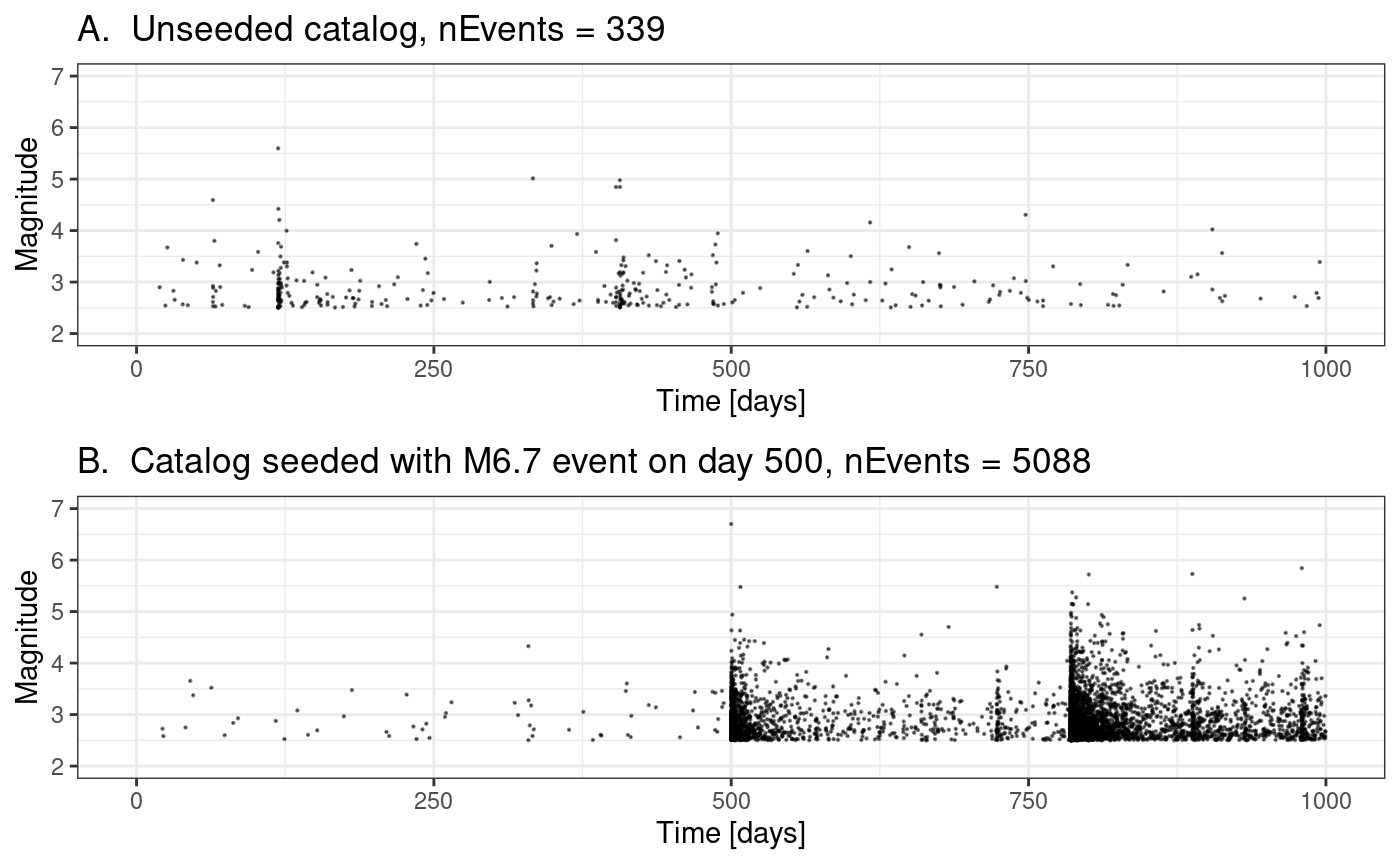 A.  Unseeded catalog, nEvents = 339
Magnitude
7
6
5
4
3
2
0 250 500 750 1000
Time [days]
B.  Catalog seeded with M6.7 event on day 500, nEvents = 5088
Magnitude
7
6
5
4
3
2
0 250 500 750 1000
Time [days]